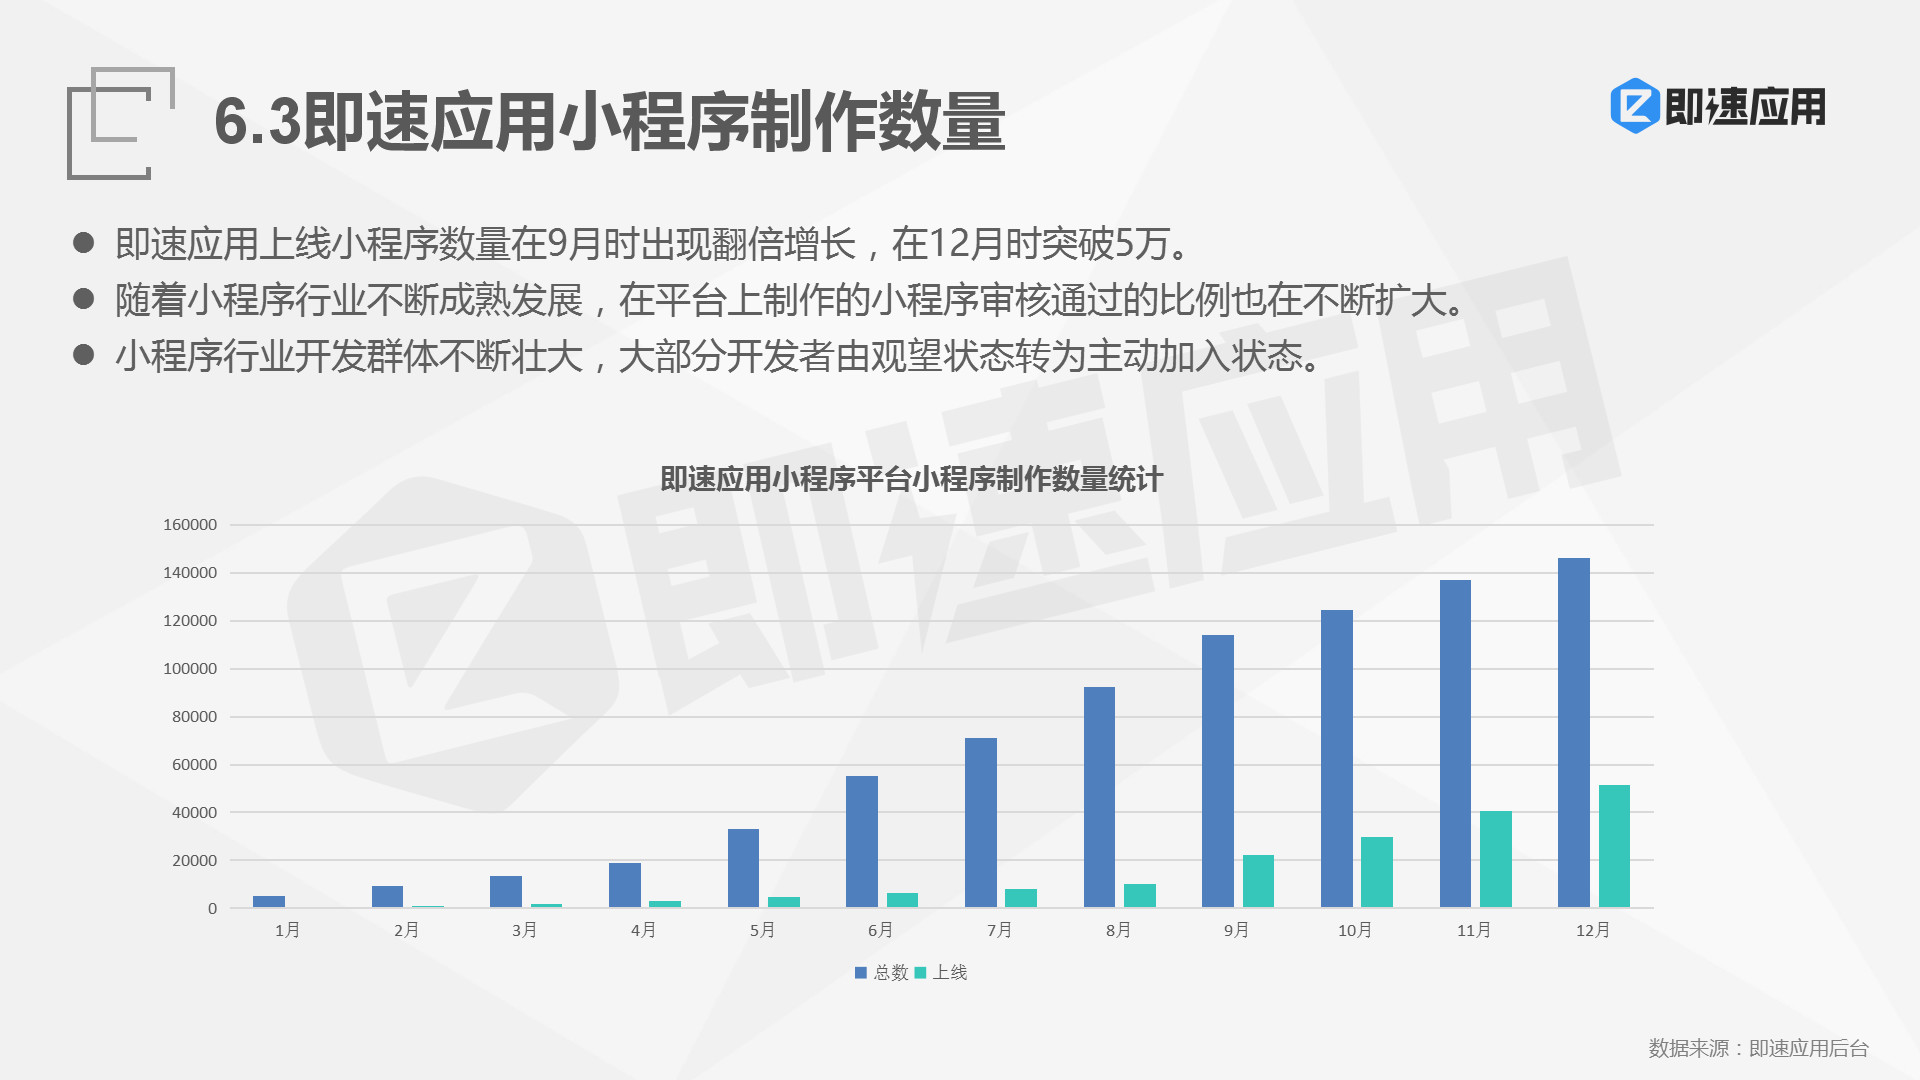 6.3即速应用小程序制作数量
即速应用
即速应用上线小程序数量在9月时出现翻倍增长，在12月时突破5万。
随着小程序行业不断成熟发展，在平台上制作的小程序审核通过的比例也在不断扩大。
小程序行业开发群体不断壮大，大部分开发者由观望状态转为主动加入状态。
即速应用
即速应用小程序平台小程序制作数量统计
160000
140000
120000
100000
80000
60000
40000
20000
0
1月 2月 3月 4月 5月 6月 7月 8月 9月 10月 11月 12月
总数 上线
数据来源：即速应用后台